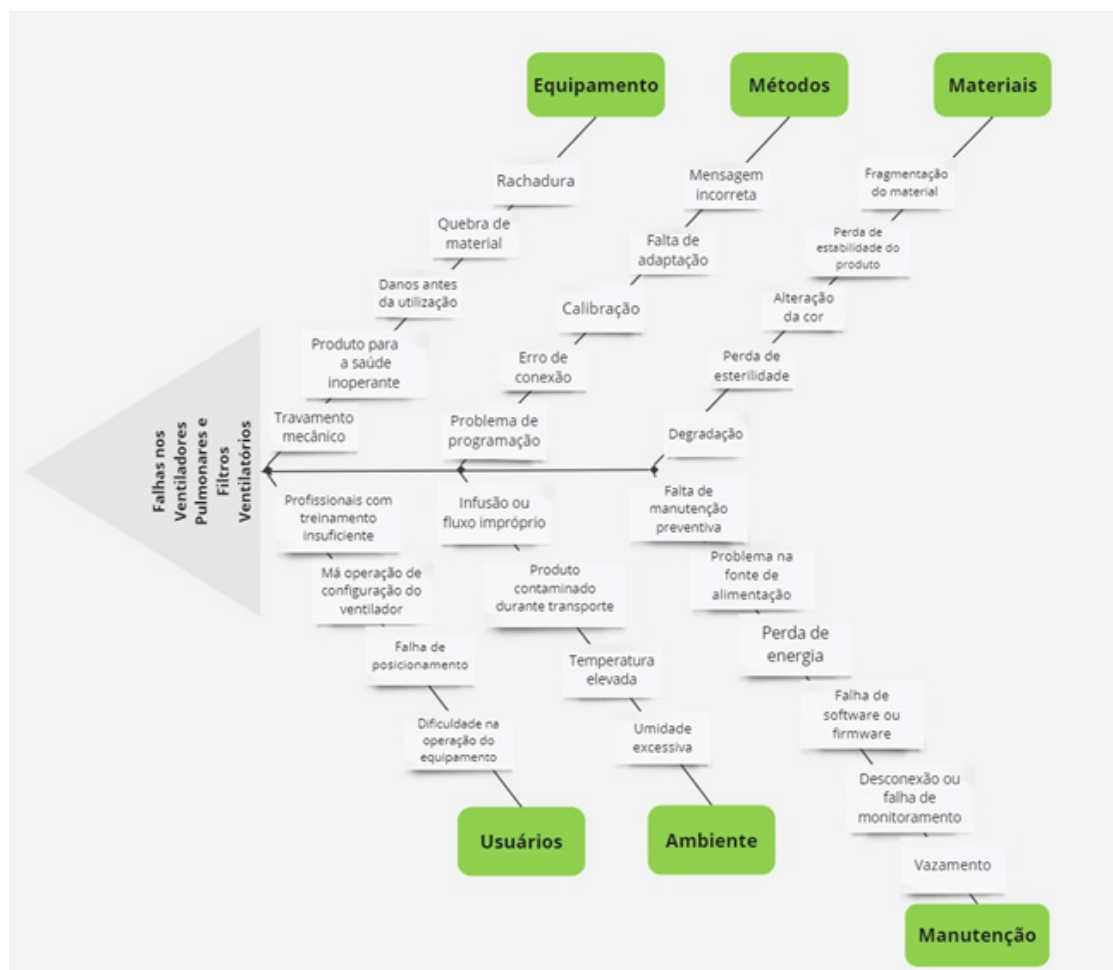 Equipamento
Rachadura
Quebra de
material
Danos antes
da utilização
Produto para
a saúde
inoperante
Travamento
mecânico
Métodos
Mensagem
incorreta
Falta de
adaptação
Calibração
Erro de
conexão
Problema de
programação
Materiais
Fragmentação
do material
Perda de
estabilidade do
produto
Alteração
da cor
Perda de
esterilidade
Degradação
Falhas nos
Ventiladores
Pulmonares e
Filtros
Ventilatórios
Profissionais com
treinamento
insuficiente
Má operação de
configuração do
ventilador
Falha de
posicionamento
Dificuldade na
operação do
equipamento
Usuários
Infusão ou
fluxo impróprio
Produto
contaminado
durante transporte
Temperatura
elevada
Umidade
excessiva
Ambiente
Falta de
manutenção
preventiva
Problema na
fonte de
alimentação
Perda de
energia
Falha de
software ou
firmware
Desconexão ou
falha de
monitoramento
Vazamento
Manutenção